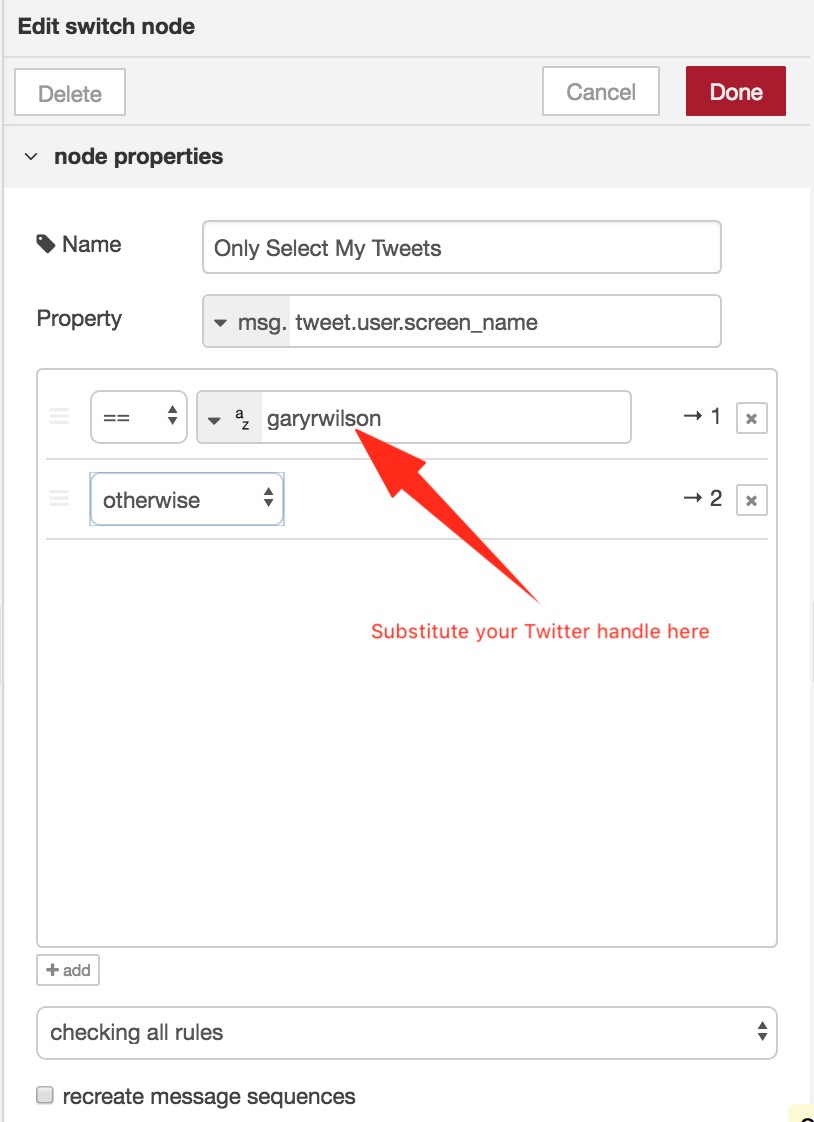 Edit switch node
Delete
Cancel
Done
node properties
Name
Only Select My Tweets
Property
msg. tweet.user.screen_name
== a z garyrwilson → 1 x
otherwise → 2 x
Substitute your Twitter handle here
+ add
checking all rules
recreate message sequences